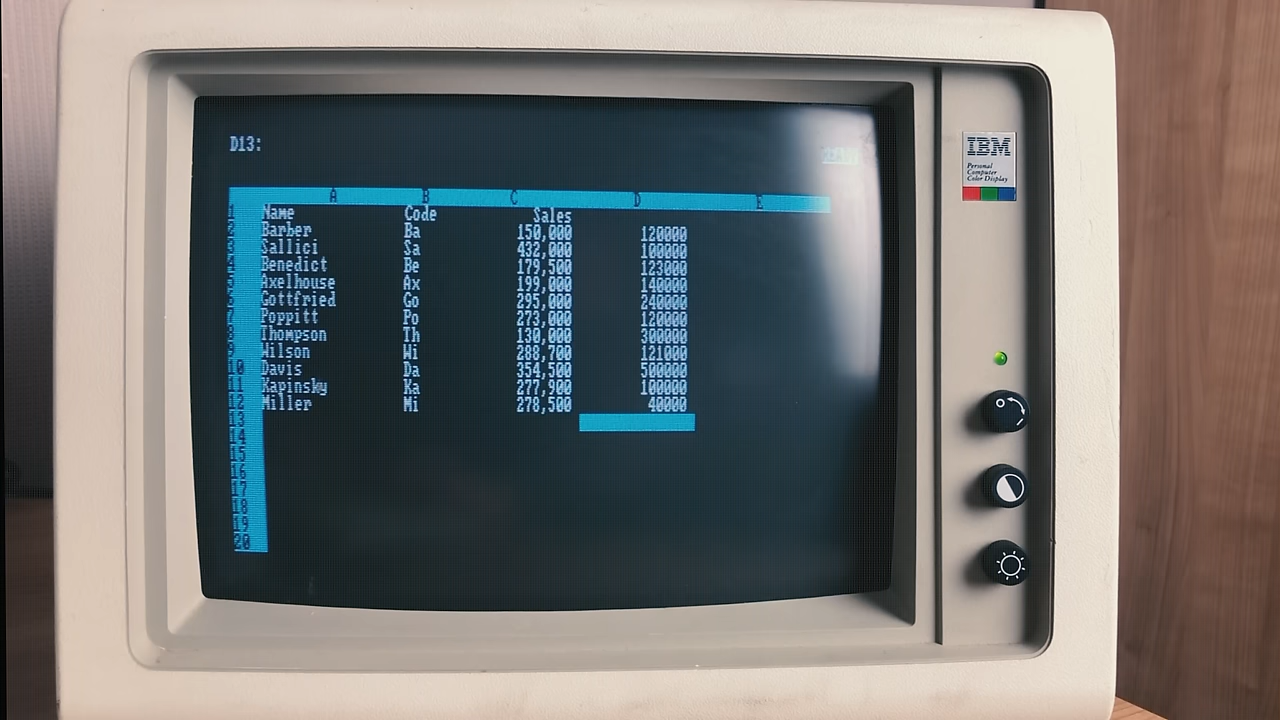 D13:
A B C D E
1 Name Code Sales
2 Barber Ba 150,000 120000
3 Sallici Sa 432,000 100000
4 Benedict Be 179,500 123000
5 Axelhouse Ax 199,000 140000
6 Gottfried Go 295,000 240000
7 Poppitt Po 273,000 120000
8 Thompson Th 130,000 300000
9 Wilson Wi 288,700 121000
10 Davis Da 354,500 500000
11 Kapinsky Ka 277,900 100000
12 Miller Mi 278,500 40000
13
14
15
16
17
18
19
20
IBM
Personal
Computer
Color Display